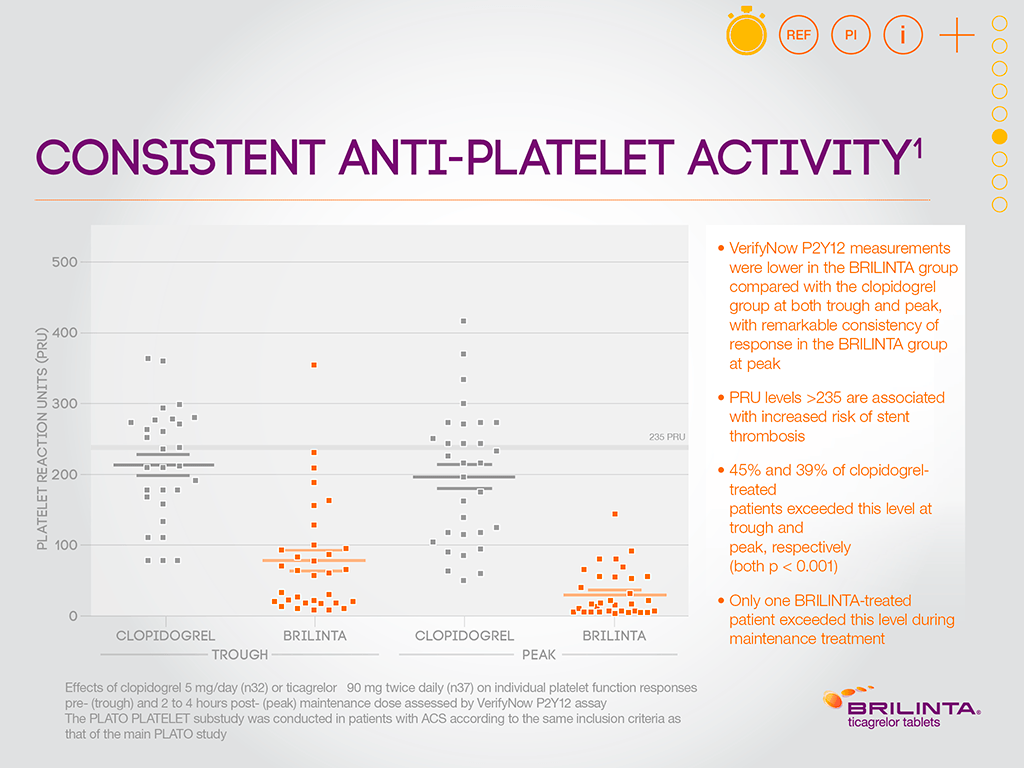 REF PI i
CONSISTENT ANTI-PLATELET ACTIVITY1
PLATELET REACTION UNITS (PRU)
500
400
300
200
100
0
235 PRU
CLOPIDOGREL BRILINTA CLOPIDOGREL BRILINTA
TROUGH PEAK
• VerifyNow P2Y12 measurements
were lower in the BRILINTA group
compared with the clopidogrel
group at both trough and peak,
with remarkable consistency of
response in the BRILINTA group
at peak
• PRU levels >235 are associated
with increased risk of stent
thrombosis
• 45% and 39% of clopidogrel-
treated
patients exceeded this level at
trough and
peak, respectively
(both p < 0.001)
• Only one BRILINTA-treated
patient exceeded this level during
maintenance treatment
Effects of clopidogrel 5 mg/day (n32) or ticagrelor 90 mg twice daily (n37) on individual platelet function responses
pre- (trough) and 2 to 4 hours post- (peak) maintenance dose assessed by VerifyNow P2Y12 assay
The PLATO PLATELET substudy was conducted in patients with ACS according to the same inclusion criteria as
that of the main PLATO study
BRILINTA®
ticagrelor tablets